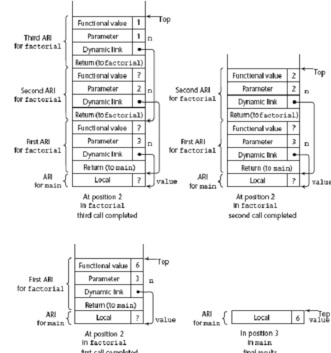 Top
Functional value 1
Third ARI
for factorial
Parameter 1 n
Dynamic link
Return (to factorial)
Functional value ?
Second ARI
for factorial
Parameter 2 n
Dynamic link
Return (to factorial)
Functional value ?
First ARI
for factorial
Parameter 3 n
Dynamic link
Return (to main)
ARI
for main
Local ? value
At position 2
in factorial
third call completed
Top
Functional value 2
Second ARI
for factorial
Parameter 2 n
Dynamic link
Return (to factorial)
Functional value ?
First ARI
for factorial
Parameter 3 n
Dynamic link
Return (to main)
ARI
for main
Local ? value
At position 2
in factorial
second call completed
Top
Functional value 6
First ARI
for factorial
Parameter 3 n
Dynamic link
Return (to main)
ARI
for main
Local ? value
At position 2
in factorial
first call completed
Top
ARI
for main
Local 6 value
In position 3
in main
final results